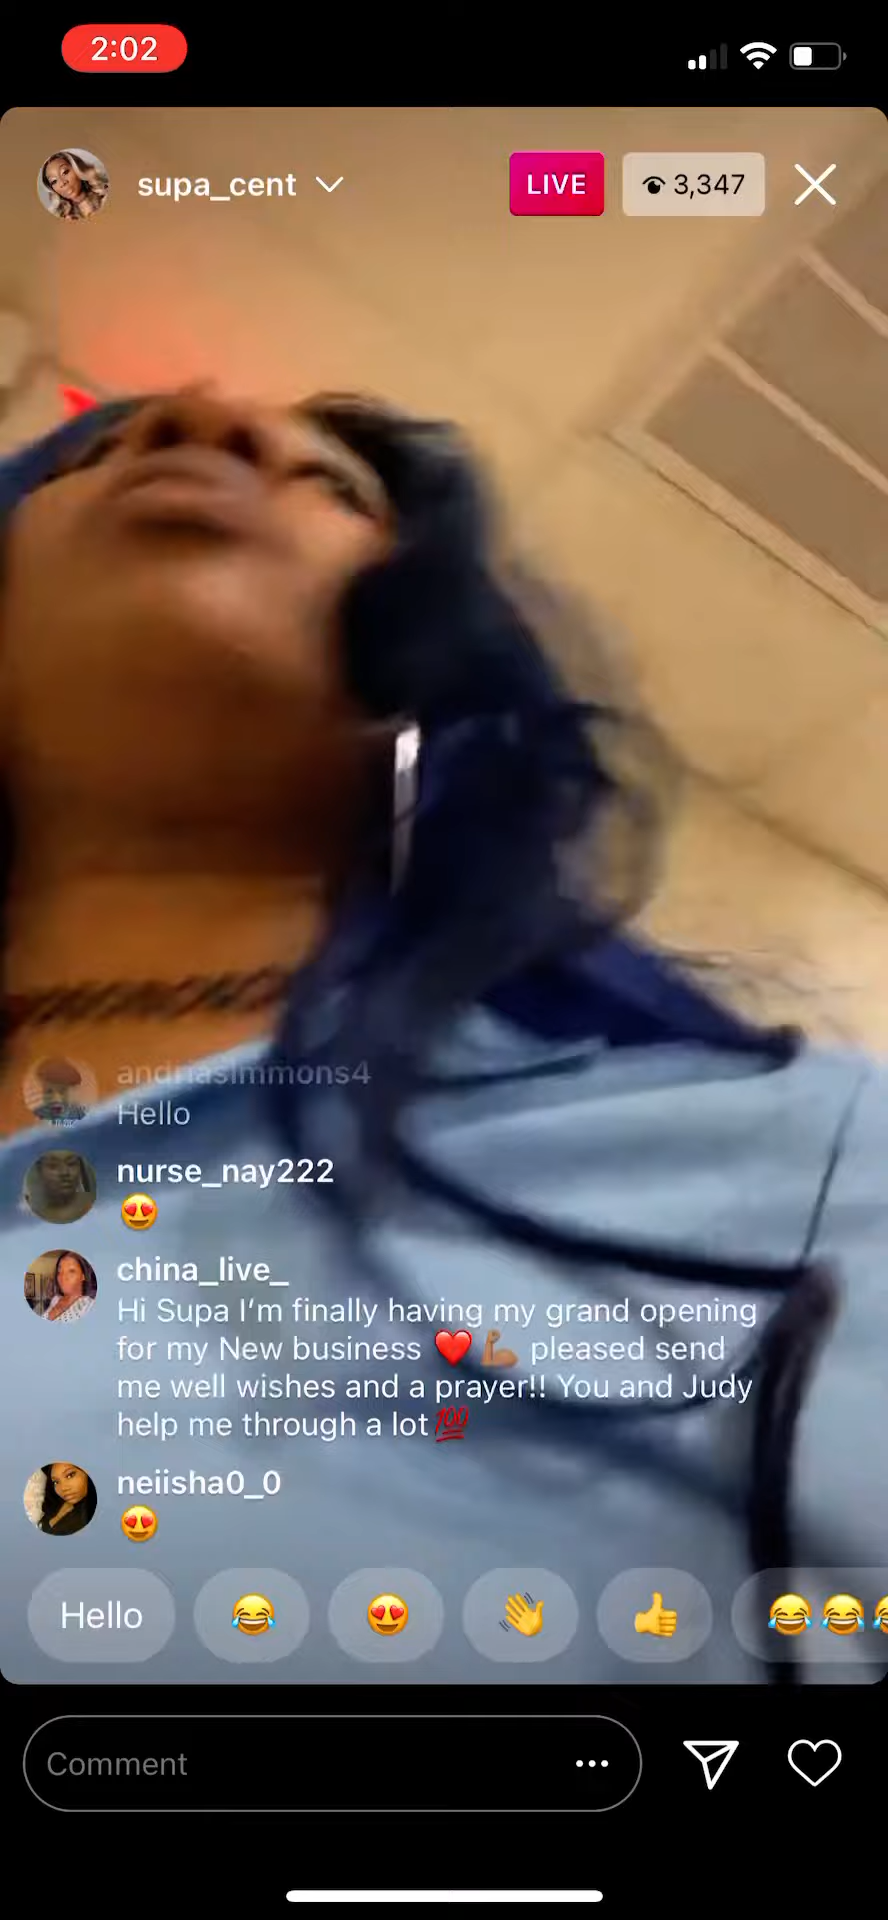 2:02
supa_cent
LIVE
3,347
andriasimmons4
Hello
nurse_nay222
😍
china_live_
Hi Supa I’m finally having my grand opening
for my New business ❤️💪🏽 pleased send
me well wishes and a prayer!! You and Judy
help me through a lot💯
neiisha0_0
😍
Hello 😂 😍 👋 👍 😂😂😂
Comment